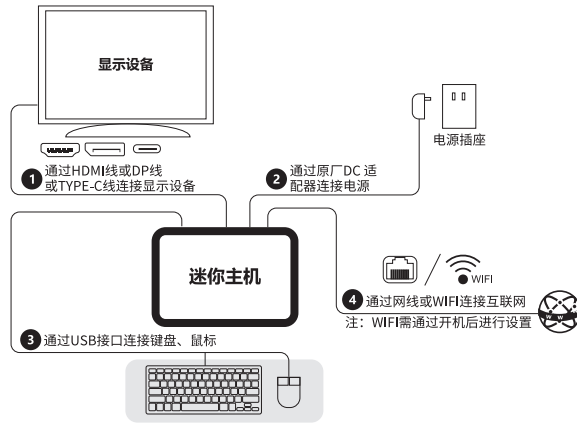 显示设备
电源插座
1 通过HDMI线或DP线
或TYPE-C线连接显示设备
2 通过原厂DC 适
配器连接电源
迷你主机
WIFI
4 通过网线或WIFI连接互联网
注：WIFI需通过开机后进行设置
W W
3 通过USB接口连接键盘、鼠标